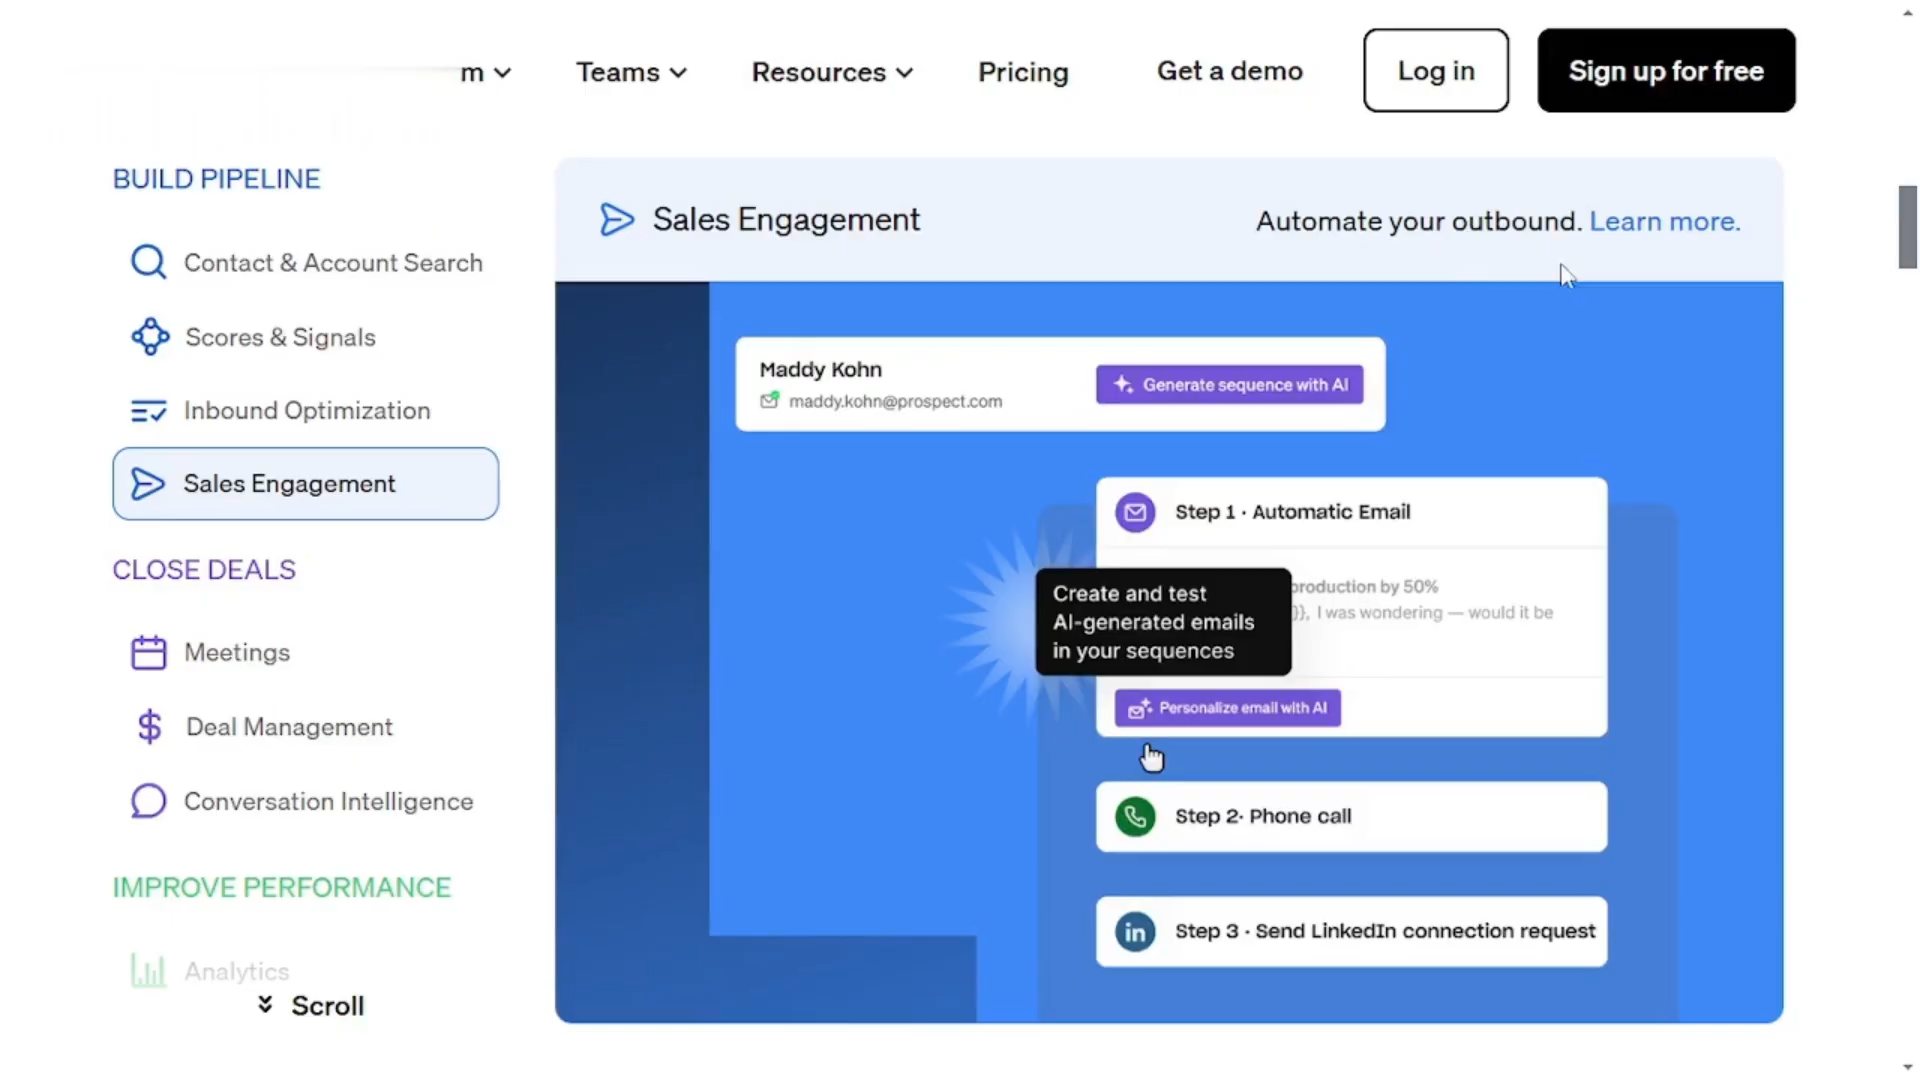 m
Teams
Resources
Pricing
Get a demo
Log in
Sign up for free
BUILD PIPELINE
Contact & Account Search
Scores & Signals
Inbound Optimization
Sales Engagement
CLOSE DEALS
Meetings
Deal Management
Conversation Intelligence
IMPROVE PERFORMANCE
Analytics
Scroll
Sales Engagement
Automate your outbound. Learn more.
Maddy Kohn
maddy.kohn@prospect.com
Generate sequence with AI
Step 1 · Automatic Email
production by 50%
}}, I was wondering — would it be
Create and test
AI-generated emails
in your sequences
Personalize email with AI
Step 2· Phone call
in
Step 3 · Send LinkedIn connection request